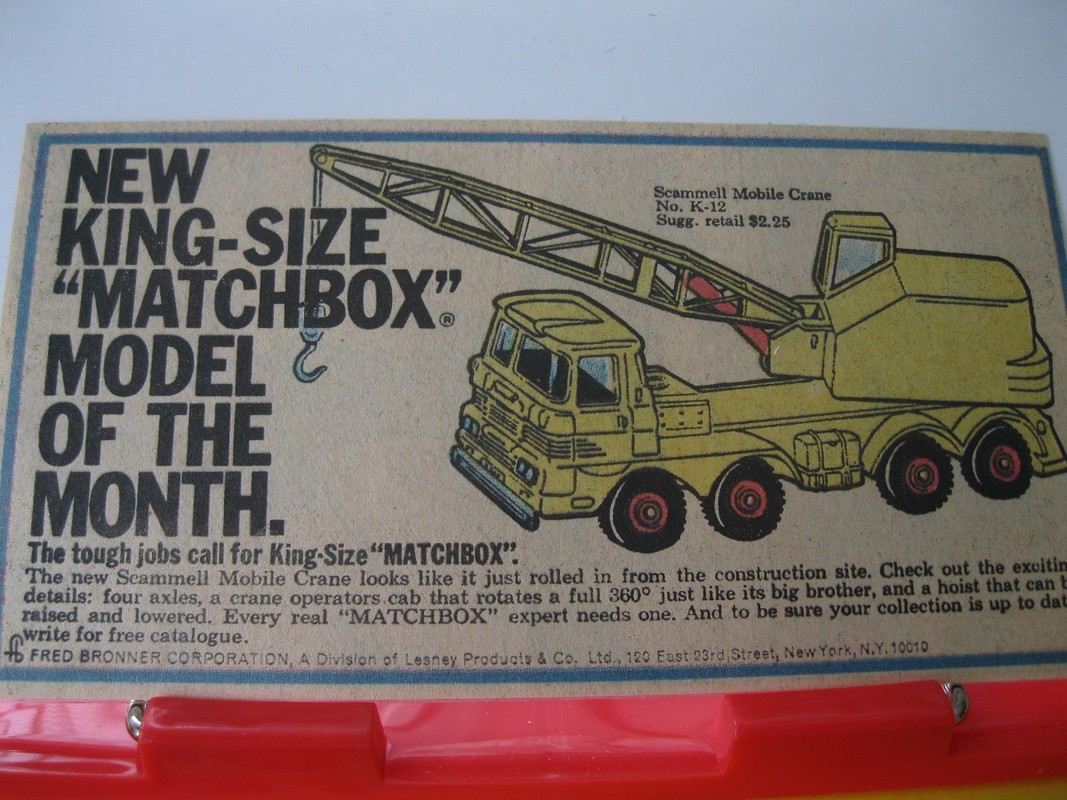 NEW
KING-SIZE
“MATCHBOX”®
MODEL
OF THE
MONTH.
Scammell Mobile Crane
No. K-12
Sugg. retail $2.25
The tough jobs call for King-Size “MATCHBOX”.
The new Scammell Mobile Crane looks like it just rolled in from the construction site. Check out the
details: four axles, a crane operators cab that rotates a full 360° just like its big brother, and a hoist that can
raised and lowered. Every real “MATCHBOX” expert needs one. And to be sure your collection is up to
write for free catalogue.
FRED BRONNER CORPORATION, A Division of Lesney Products & Co. Ltd., 120 East 23rd Street, New York, N.Y. 10010